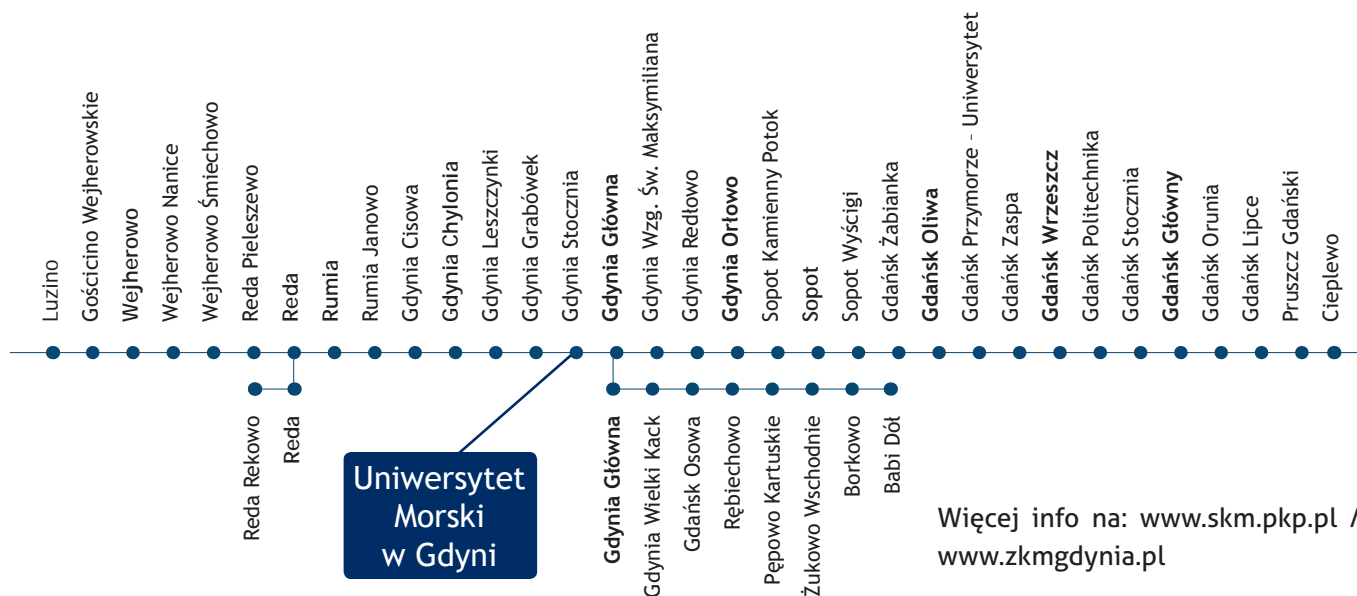 Luzino
Gościcino Wejherowskie
Wejherowo
Wejherowo Nanice
Wejherowo Śmiechowo
Reda Pieleszewo
Reda
Rumia
Rumia Janowo
Gdynia Cisowa
Gdynia Chylonia
Gdynia Leszczynki
Gdynia Grabówek
Gdynia Stocznia
Gdynia Główna
Gdynia Wzg. Św. Maksymiliana
Gdynia Redłowo
Gdynia Orłowo
Sopot Kamienny Potok
Sopot
Sopot Wyścigi
Gdańsk Żabianka
Gdańsk Oliwa
Gdańsk Przymorze - Uniwersytet
Gdańsk Zaspa
Gdańsk Wrzeszcz
Gdańsk Politechnika
Gdańsk Stocznia
Gdańsk Główny
Gdańsk Orunia
Gdańsk Lipce
Pruszcz Gdański
Cieplewo
Reda Rekowo
Reda
Uniwersytet
Morski
w Gdyni
Gdynia Główna
Gdynia Wielki Kack
Gdańsk Osowa
Rębiechowo
Pępowo Kartuskie
Żukowo Wschodnie
Borkowo
Babi Dół
Więcej info na: www.skm.pkp.pl /
www.zkmgdynia.pl